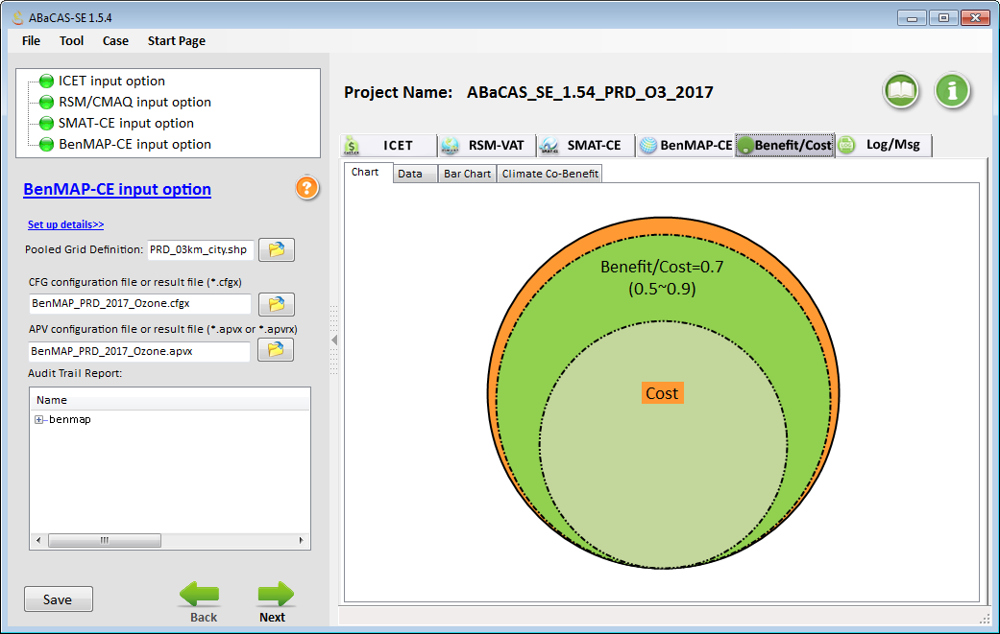 ABaCAS-SE 1.5.4
File Tool Case Start Page
ICET input option
RSM/CMAQ input option
SMAT-CE input option
BenMAP-CE input option
BenMAP-CE input option
?
Set up details>>
Pooled Grid Definition: PRD_03km_city.shp
CFG configuration file or result file (*.cfgx)
BenMAP_PRD_2017_Ozone.cfgx
APV configuration file or result file (*.apvx or *.apvrx)
BenMAP_PRD_2017_Ozone.apvx
Audit Trail Report:
Name
benmap
Save
Back
Next
Project Name: ABaCAS_SE_1.54_PRD_O3_2017
i
$ ICET RSM-VAT SMAT-CE BenMAP-CE Benefit/Cost Log/Msg
Chart Data Bar Chart Climate Co-Benefit
Benefit/Cost=0.7
(0.5~0.9)
Cost